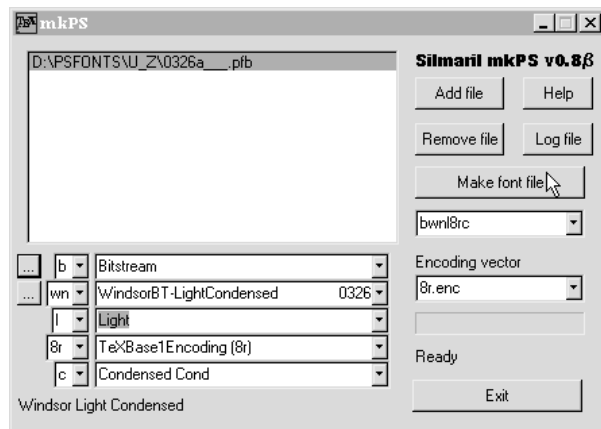 TeX mkPS
D:\PSFONTS\U_Z\0326a___.pfb
Silmaril mkPS v0.8β
Add file Help
Remove file Log file
Make font file
bwnl8rc
Encoding vector
8r.enc
Ready
Exit
... b Bitstream
... wn WindsorBT-LightCondensed 0326
l Light
8r TeXBase1Encoding (8r)
c Condensed Cond
Windsor Light Condensed